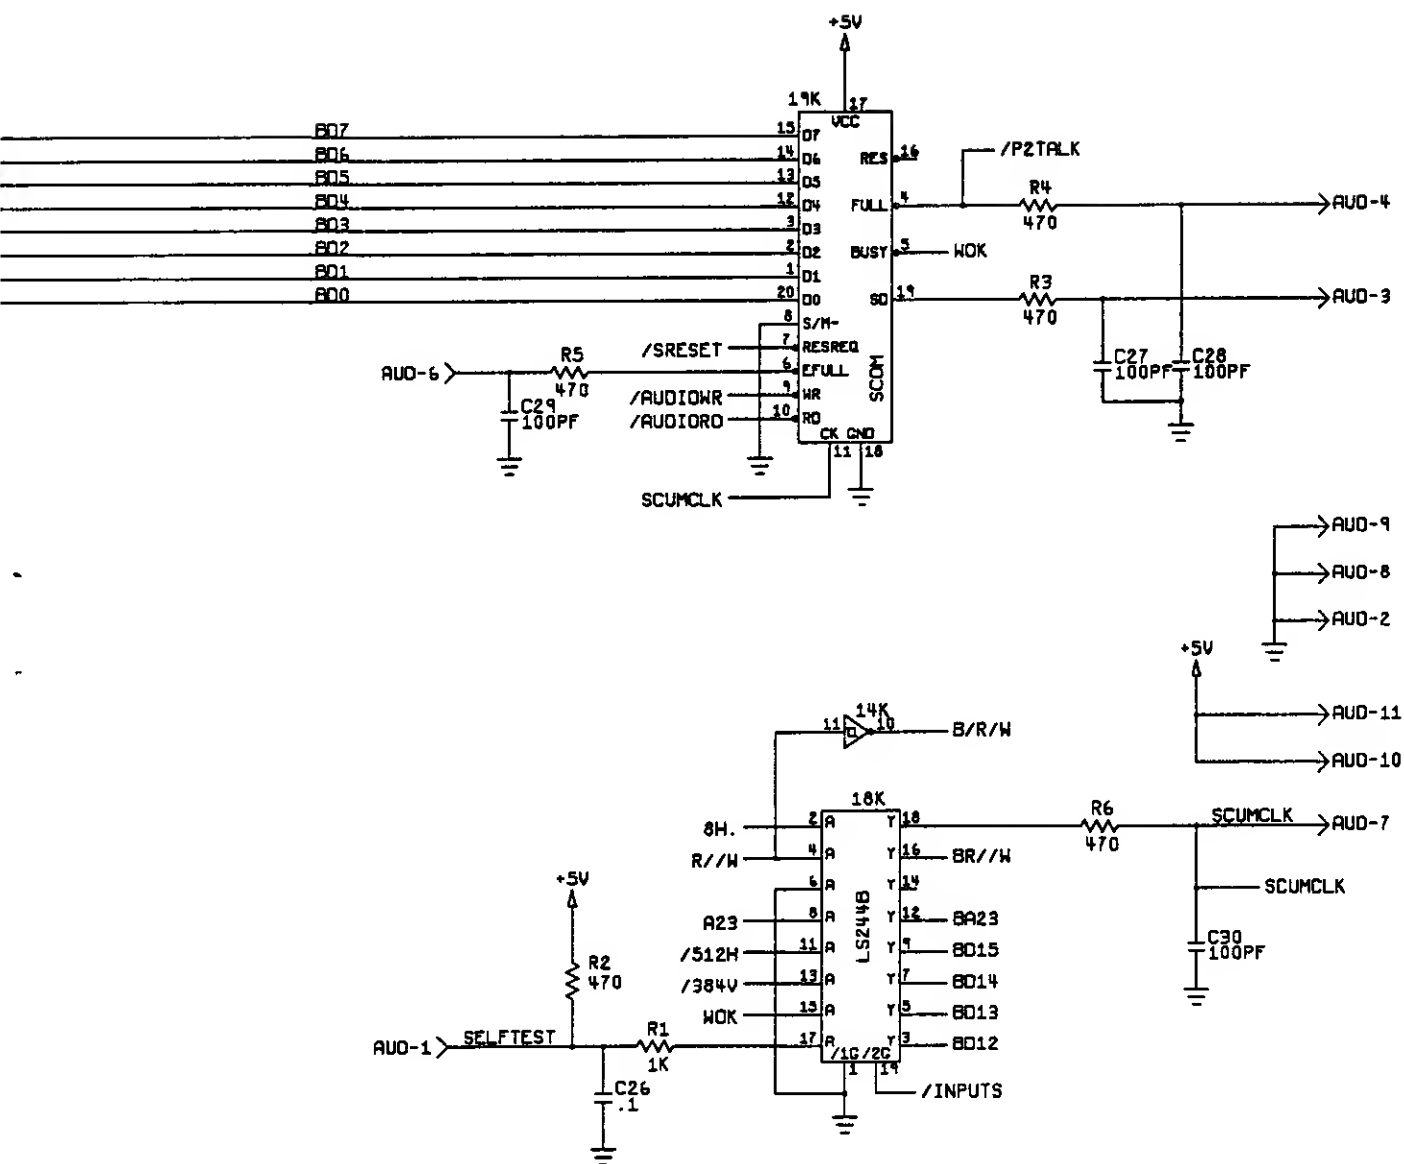 +5V
19K
17
VCC
BD7 15 D7
BD6 14 D6 RES 16 /P2TALK
BD5 13 D5
BD4 12 D4 FULL 4 R4 470 AUD-4
BD3 3 D3
BD2 2 D2 BUSY 5 WOK
BD1 1 D1
BD0 20 D0 SD 19 R3 470 AUD-3
8 S/M-
/SRESET 7 RESREQ
AUD-6 R5 470 6 EFULL
C27 100PF C28 100PF
SCOM
/AUDIOWR 9 WR
C29 100PF
/AUDIORD 10 RD
CK GND
11 18
SCUMCLK
AUD-9
AUD-8
AUD-2
+5V
14K
11 10 B/R/W
AUD-11
AUD-10
18K
8H. 2 A Y 18 R6 470 SCUMCLK AUD-7
R//W 4 A Y 16 BR//W
6 A Y 14
SCUMCLK
+5V
LS244B
A23 8 A Y 12 BA23
/512H 11 A Y 9 BD15
C30 100PF
R2 470
/384V 13 A Y 7 BD14
WOK 15 A Y 5 BD13
AUD-1 SELFTEST R1 1K 17 A Y 3 BD12
/1G /2G
1 19
/INPUTS
C26 .1